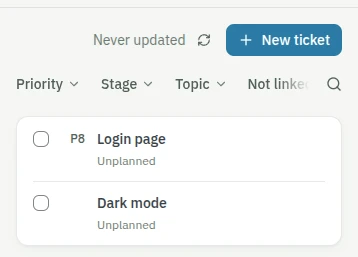 Never updated
New ticket
Priority
Stage
Topic
Not linke
P8 Login page
Unplanned
Dark mode
Unplanned